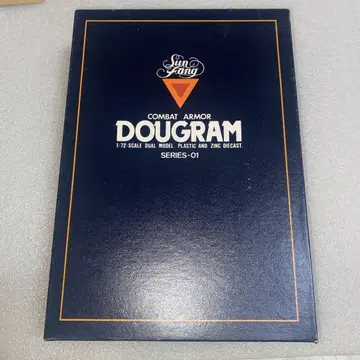 Sun
Fang
COMBAT ARMOR
DOUGRAM
1/72 SCALE DUAL MODEL. PLASTIC AND ZINC DIECAST.
SERIES·01